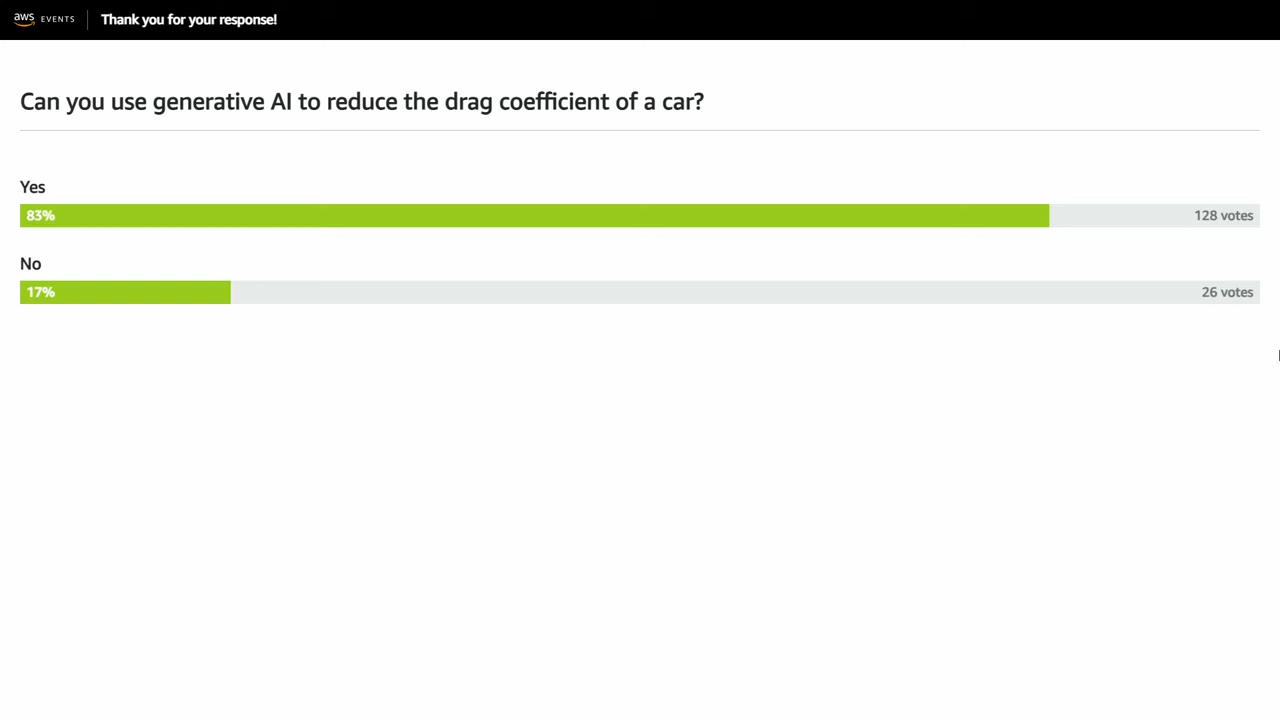 aws EVENTS Thank you for your response!
Can you use generative AI to reduce the drag coefficient of a car?
Yes
83% 128 votes
No
17% 26 votes